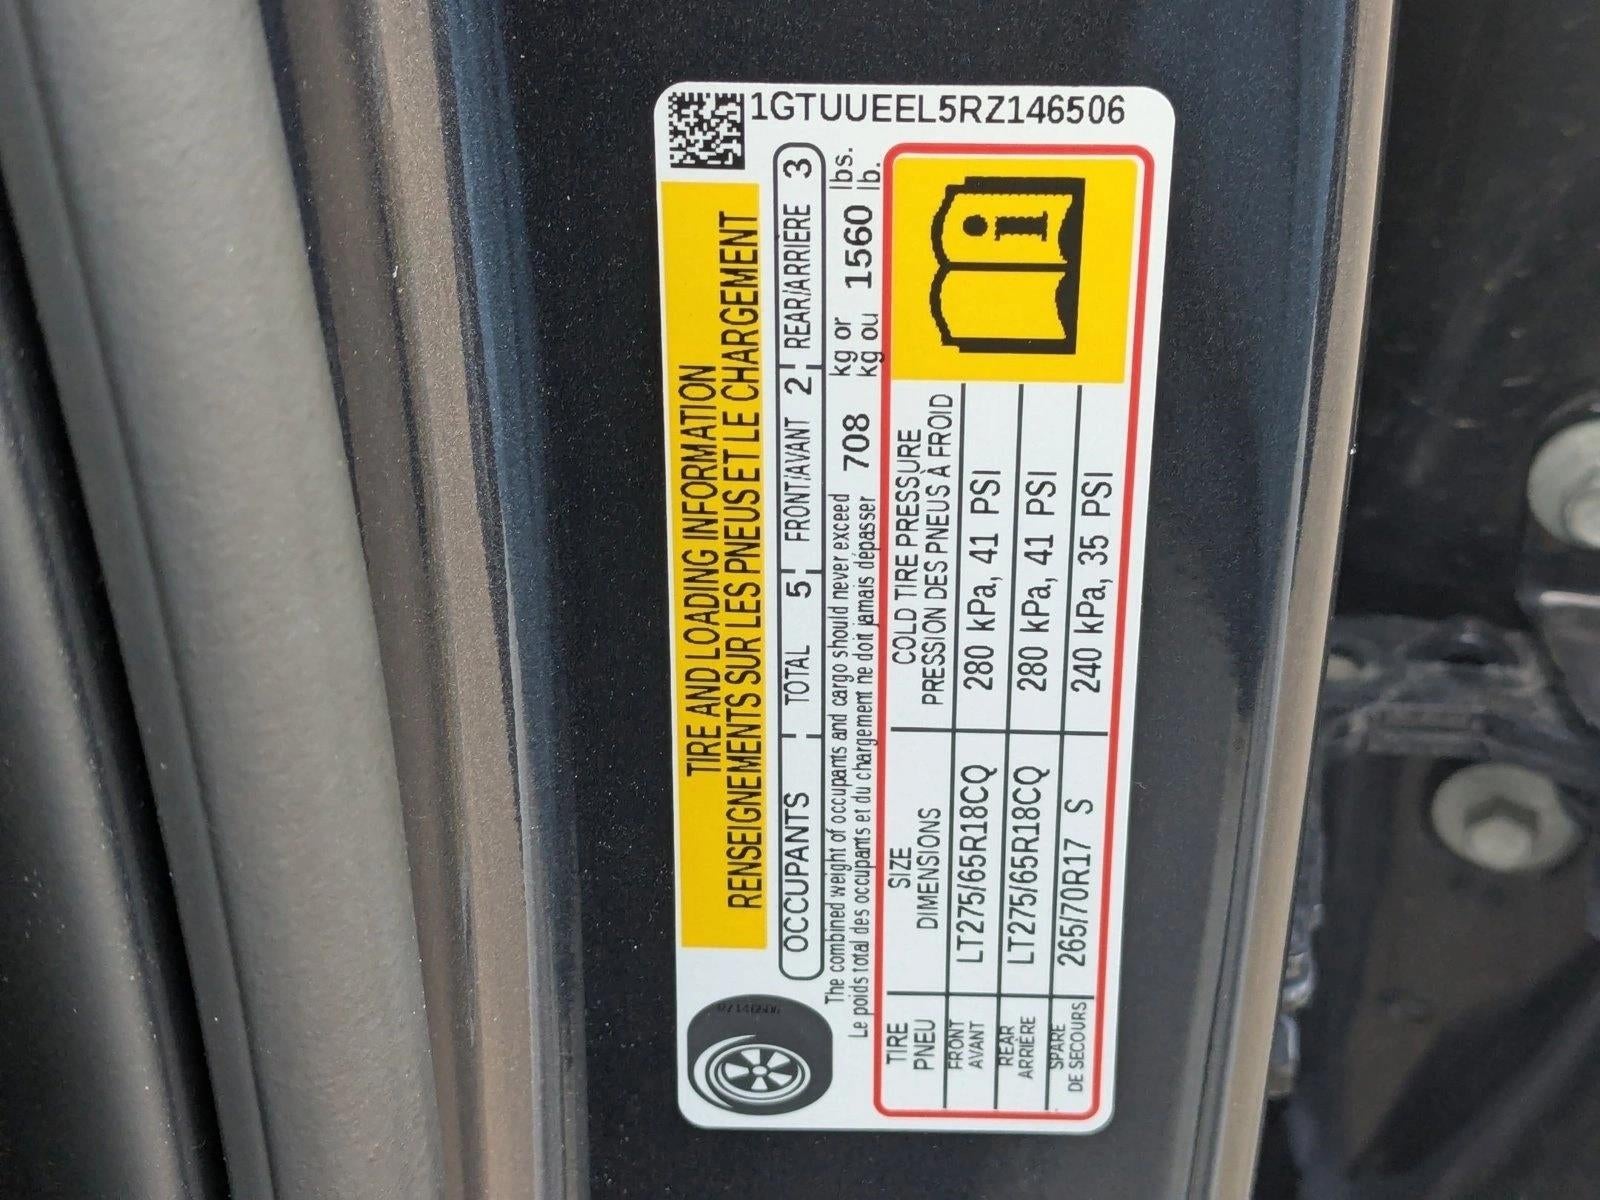 1GTUUEEL5RZ146506
TIRE AND LOADING INFORMATION
RENSEIGNEMENTS SUR LES PNEUS ET LE CHARGEMENT
OCCUPANTS TOTAL 5 FRONT/AVANT 2 REAR/ARRIÈRE 3
The combined weight of occupants and cargo should never exceed 708 kg or 1560 lbs.
Le poids total des occupants et du chargement ne doit jamais dépasser kg ou lb.
TIRE SIZE COLD TIRE PRESSURE
PNEU DIMENSIONS PRESSION DES PNEUS À FROID
FRONT
AVANT LT275/65R18CQ 280 kPa, 41 PSI
REAR
ARRIÈRE LT275/65R18CQ 280 kPa, 41 PSI
SPARE
DE SECOURS 265/70R17 S 240 kPa, 35 PSI